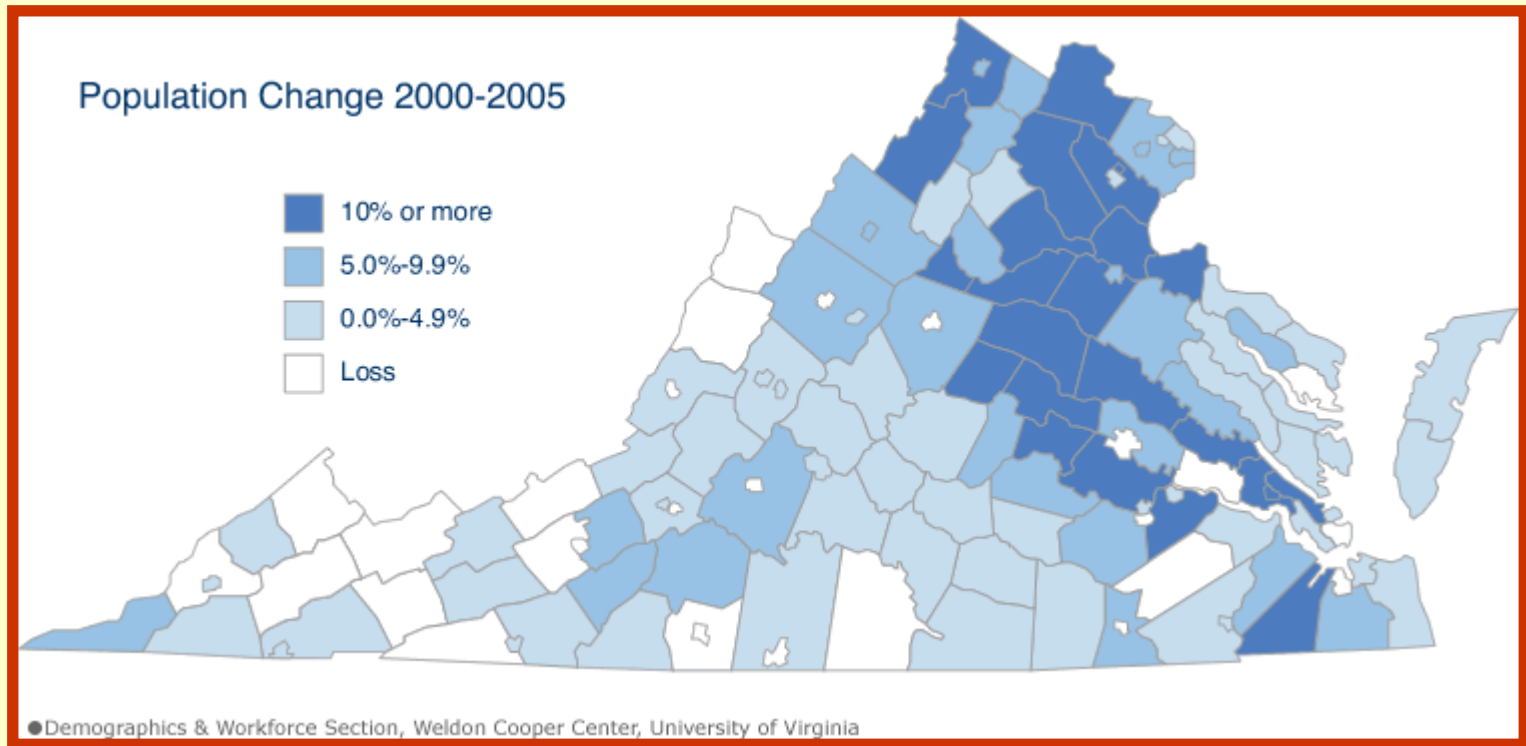 Population Change 2000-2005
10% or more
5.0%-9.9%
0.0%-4.9%
Loss
●Demographics & Workforce Section, Weldon Cooper Center, University of Virginia